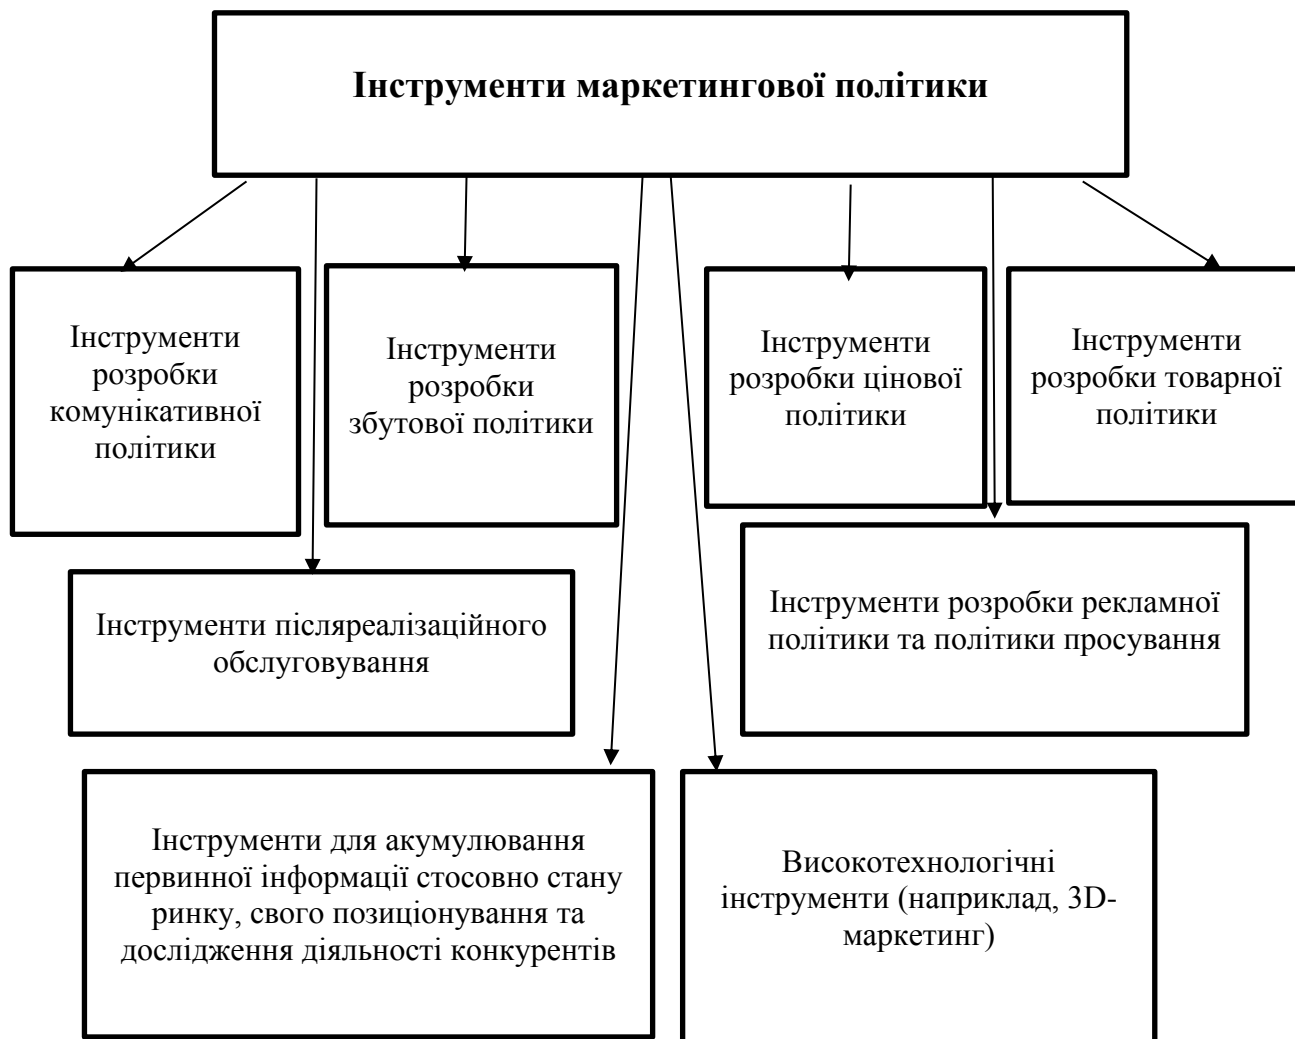 Інструменти маркетингової політики
Інструменти
розробки
комунікативної
політики
Інструменти
розробки
збутової політики
Інструменти
розробки цінової
політики
Інструменти
розробки товарної
політики
Інструменти післяреалізаційного
обслуговування
Інструменти розробки рекламної
політики та політики просування
Інструменти для акумулювання
первинної інформації стосовно стану
ринку, свого позиціонування та
дослідження діяльності конкурентів
Високотехнологічні
інструменти (наприклад, 3D-
маркетинг)